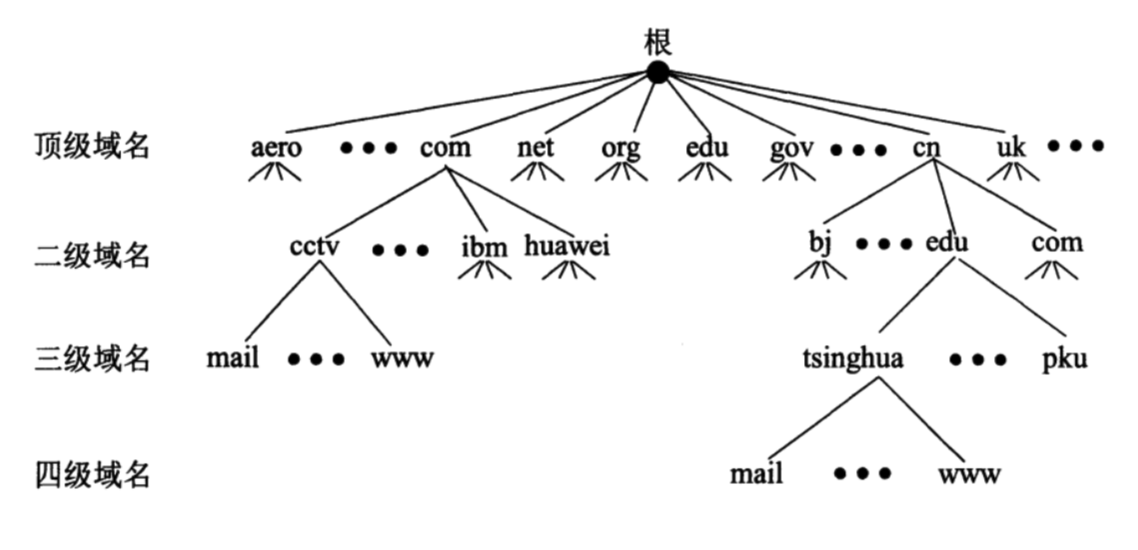 根
顶级域名 aero ••• com net org edu gov ••• cn uk •••
二级域名 cctv ••• ibm huawei bj ••• edu com
三级域名 mail ••• www tsinghua ••• pku
四级域名 mail ••• www